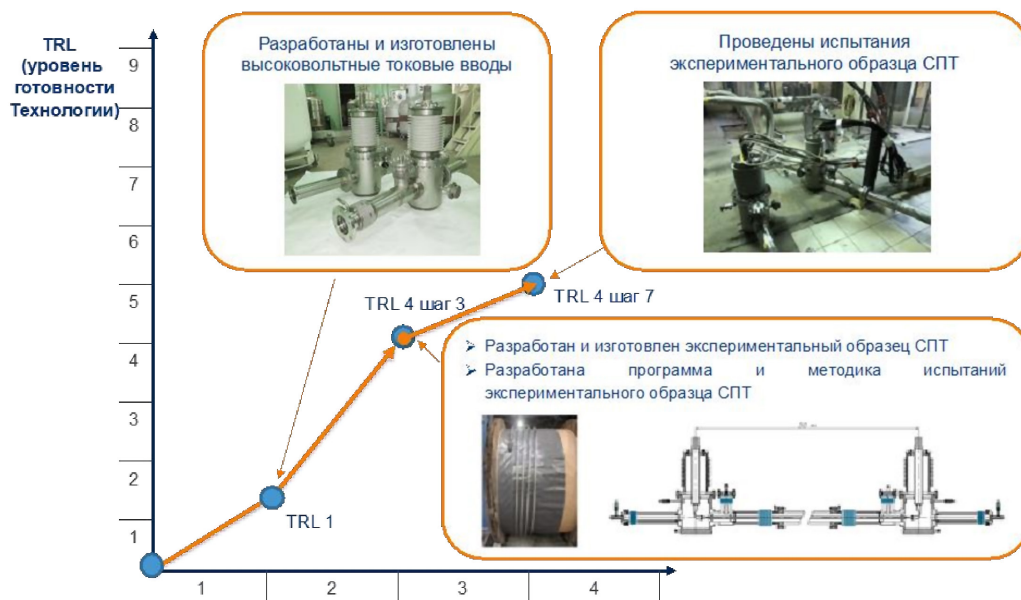 TRL
(уровень
готовности
Технологии)
9
8
7
6
5
4
3
2
1
Разработаны и изготовлены
высоковольтные токовые вводы
Проведены испытания
экспериментального образца СПТ
TRL 4 шаг 3
TRL 4 шаг 7
Разработан и изготовлен экспериментальный образец СПТ
Разработана программа и методика испытаний
экспериментального образца СПТ
TRL 1
1
2
3
4